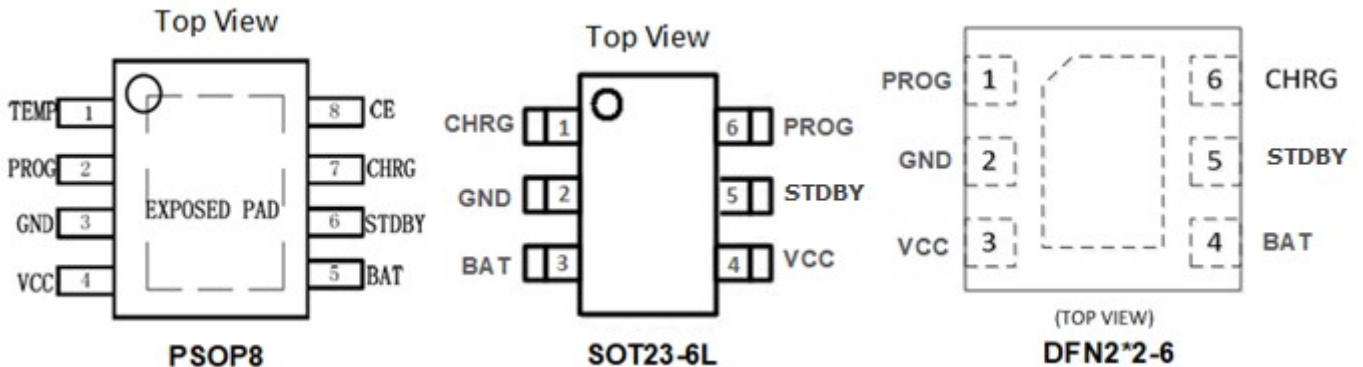 Top View
TEMP 1 8 CE
PROG 2 7 CHRG
GND 3 EXPOSED PAD 6 STDBY
VCC 4 5 BAT
PSOP8
Top View
CHRG 1 6 PROG
GND 2 5 STDBY
BAT 3 4 VCC
SOT23-6L
PROG 1 6 CHRG
GND 2 5 STDBY
VCC 3 4 BAT
(TOP VIEW)
DFN2*2-6